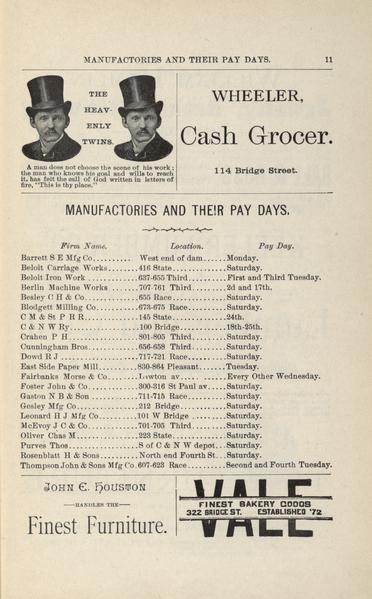 MANUFACTORIES AND THEIR PAY DAYS. 11
THE
HEAV-
ENLY
TWINS.
A man does not choose the scene of his work;
the man who knows his goal and wills to reach
it, has felt the call of God written in letters of
fire, "This is thy place."
WHEELER,
Cash Grocer.
114 Bridge Street.
MANUFACTORIES AND THEIR PAY DAYS.
Firm Name. Location. Pay Day.
Barrett S E Mfg Co.......... West end of dam......Monday.
Beloit Carriage Works........416 State...............Saturday.
Beloit Iron Work ............637-655 Third..........First and Third Tuesday.
Berlin Machine Works .......707-761 Third..........2d and 17th.
Besley C H & Co............655 Race...............Saturday.
Blodgett Milling Co..........673-675 Race..........Saturday.
C M & St P R R..............145 State...............24th.
C & N W Ry.................100 Bridge.............18th-25th.
Crahen P H.................801-805 Third..........Saturday.
Cunningham Bros............656-658 Third..........Saturday.
Dowd R J ...................717-721 Race..........Saturday.
East Side Paper Mill..........830-864 Pleasant.......Tuesday.
Fairbanks Morse & Co........Lawton av.............Every Other Wednesday.
Foster John & Co............300-316 St Paul av.....Saturday.
Gaston N B & Son...........711-715 Race..........Saturday.
Gesley Mfg Co...............212 Bridge.............Saturday.
Leonard H J Mfg Co.........101 W Bridge ..........Saturday.
McEvoy J C & Co............701-705 Third..........Saturday.
Oliver Chas M...............223 State...............Saturday.
Purves Thos.................S of C & N W depot...Saturday.
Rosenblatt H & Sons.........North end Fourth St....Saturday.
Thompson John & Sons Mfg Co.607-623 Race..........Second and Fourth Tuesday.
JOHN C. HOUSTON
—HANDLES THE—
Finest Furniture.
VALE
FINEST BAKERY GOODS
322 BRIDGE ST. ESTABLISHED '72
VALE